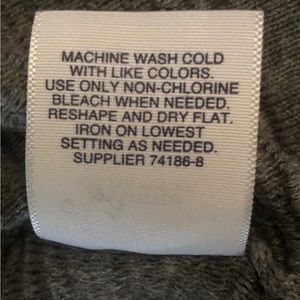 MACHINE WASH COLD
WITH LIKE COLORS.
USE ONLY NON-CHLORINE
BLEACH WHEN NEEDED.
RESHAPE AND DRY FLAT.
IRON ON LOWEST
SETTING AS NEEDED.
SUPPLIER 74186-8